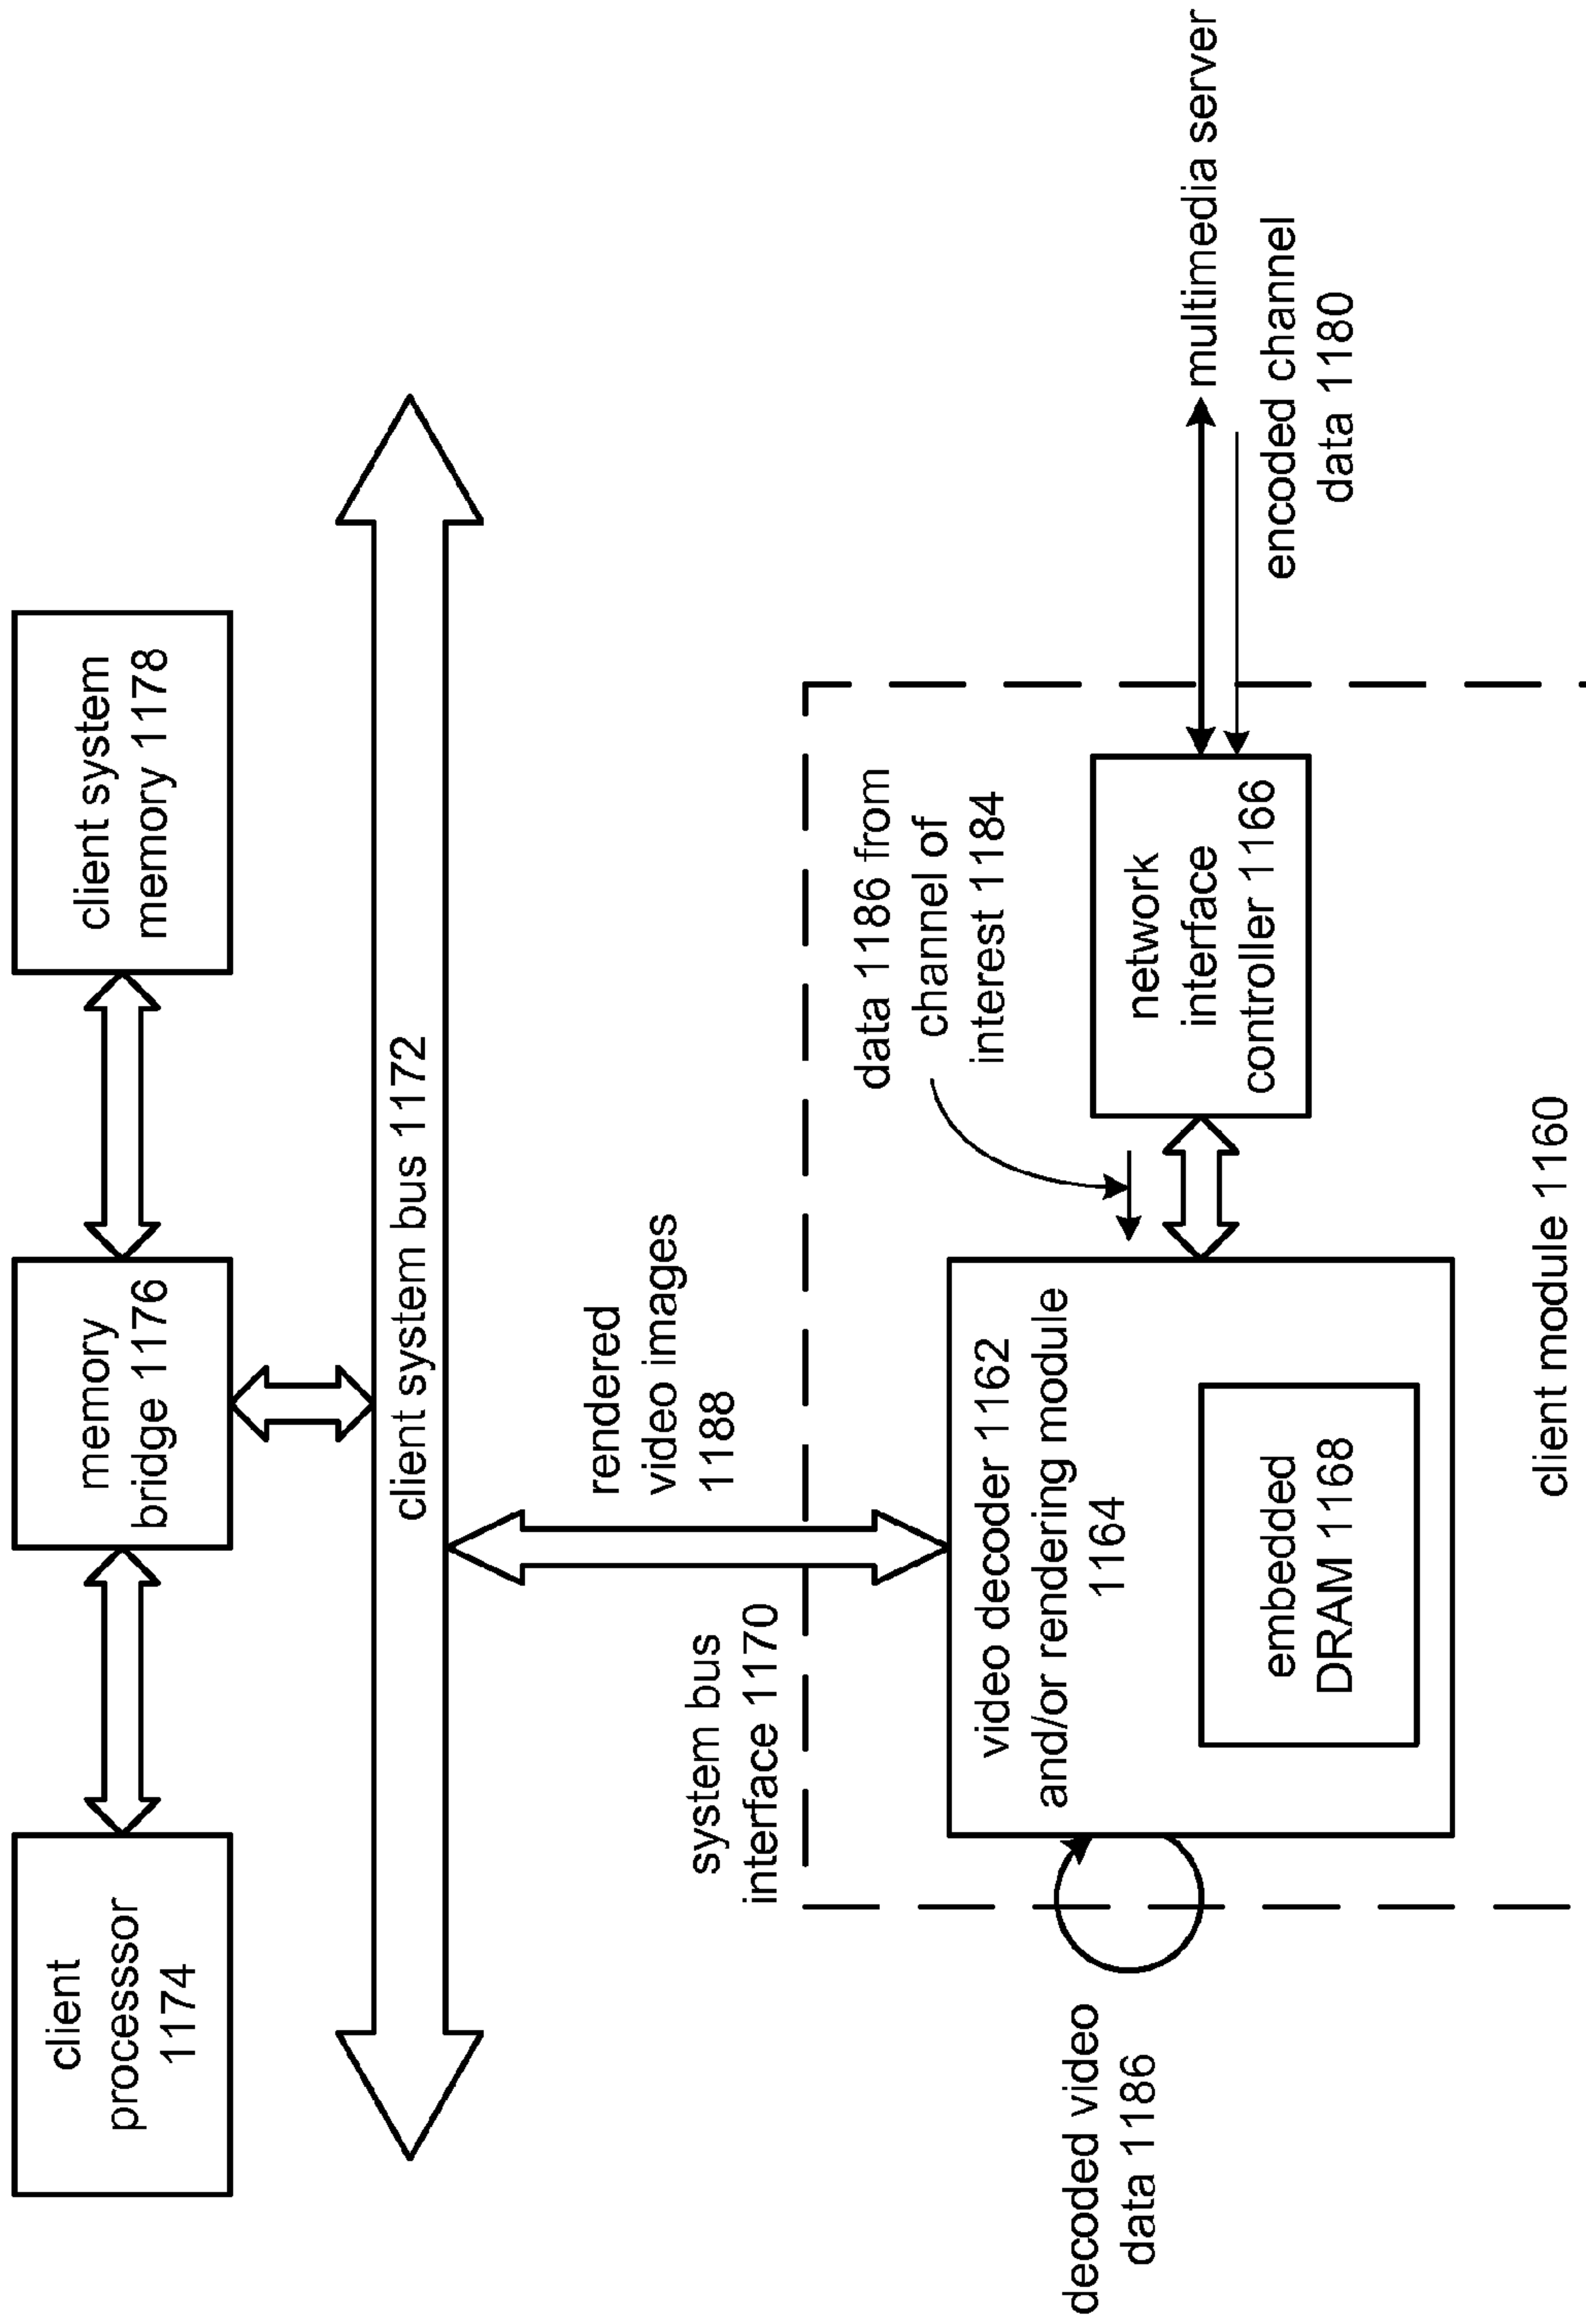 client
processor
1174
memory
bridge 1176
client system
memory 1178
client system bus 1172
system bus
interface 1170
rendered
video images
1188
decoded video
data 1186
video decoder 1162
and/or rendering module
1164
embedded
DRAM 1168
data 1186 from
channel of
interest 1184
network
interface
controller 1166
multimedia server
encoded channel
data 1180
client module 1160